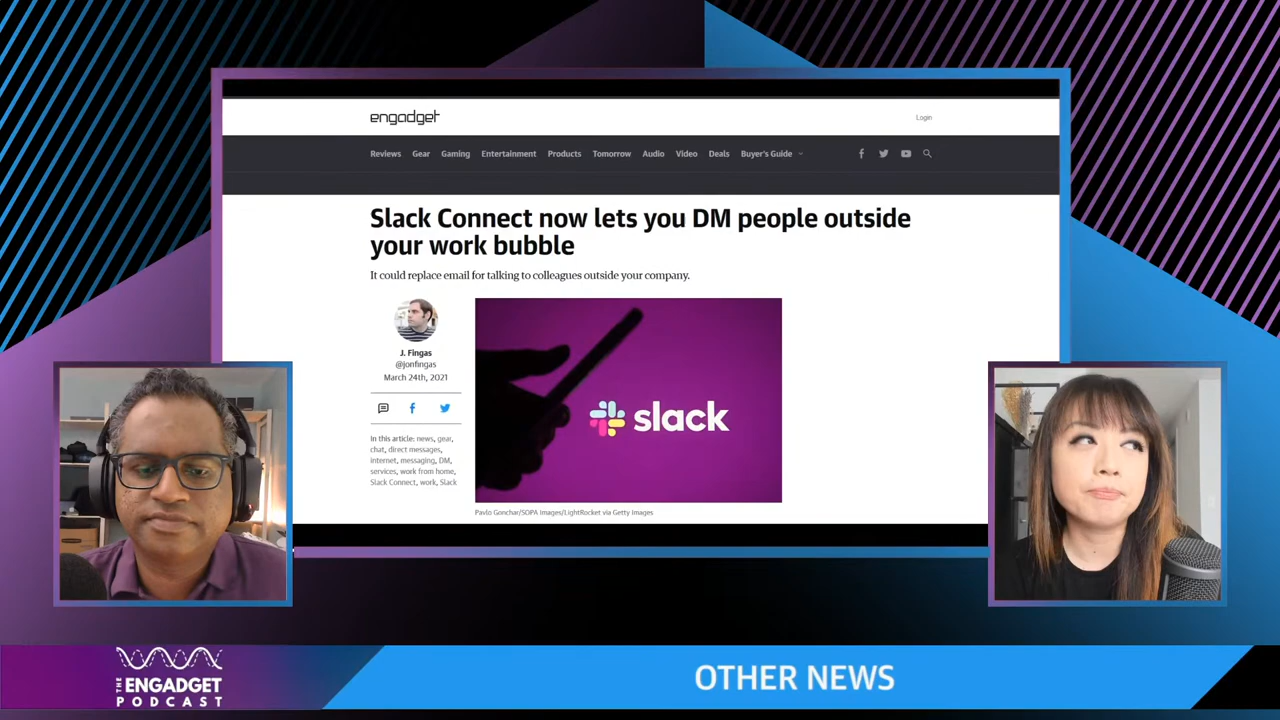 engadget
Login
Reviews Gear Gaming Entertainment Products Tomorrow Audio Video Deals Buyer's Guide
Slack Connect now lets you DM people outside
your work bubble
It could replace email for talking to colleagues outside your company.
J. Fingas
@jonfingas
March 24th, 2021
In this article: news, gear,
chat, direct messages,
internet, messaging, DM,
services, work from home,
Slack Connect, work, Slack
slack
Pavlo Gonchar/SOPA Images/LightRocket via Getty Images
THE
ENGADGET
PODCAST
OTHER NEWS